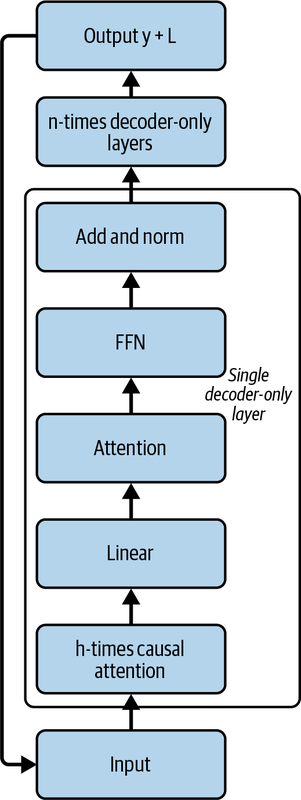 Output y + L
n-times decoder-only
layers
Add and norm
FFN
Single
decoder-only
layer
Attention
Linear
h-times causal
attention
Input